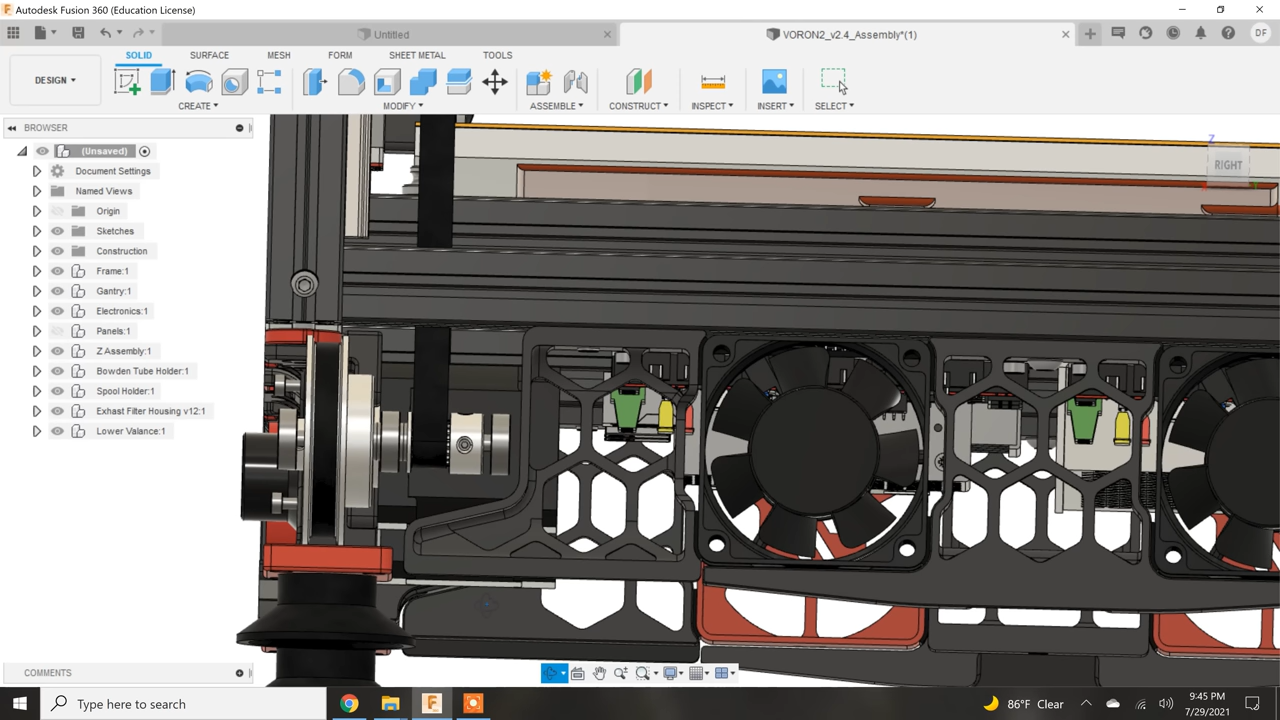 Autodesk Fusion 360 (Education License)
Untitled
VORON2_v2.4_Assembly*(1)
DF
SOLID
SURFACE
MESH
FORM
SHEET METAL
TOOLS
DESIGN
CREATE
MODIFY
ASSEMBLE
CONSTRUCT
INSPECT
INSERT
SELECT
BROWSER
(Unsaved)
Document Settings
Named Views
Origin
Sketches
Construction
Frame:1
Gantry:1
Electronics:1
Panels:1
Z Assembly:1
Bowden Tube Holder:1
Spool Holder:1
Exhast Filter Housing v12:1
Lower Valance:1
Z
RIGHT
COMMENTS
Type here to search
86°F Clear
9:45 PM
7/29/2021